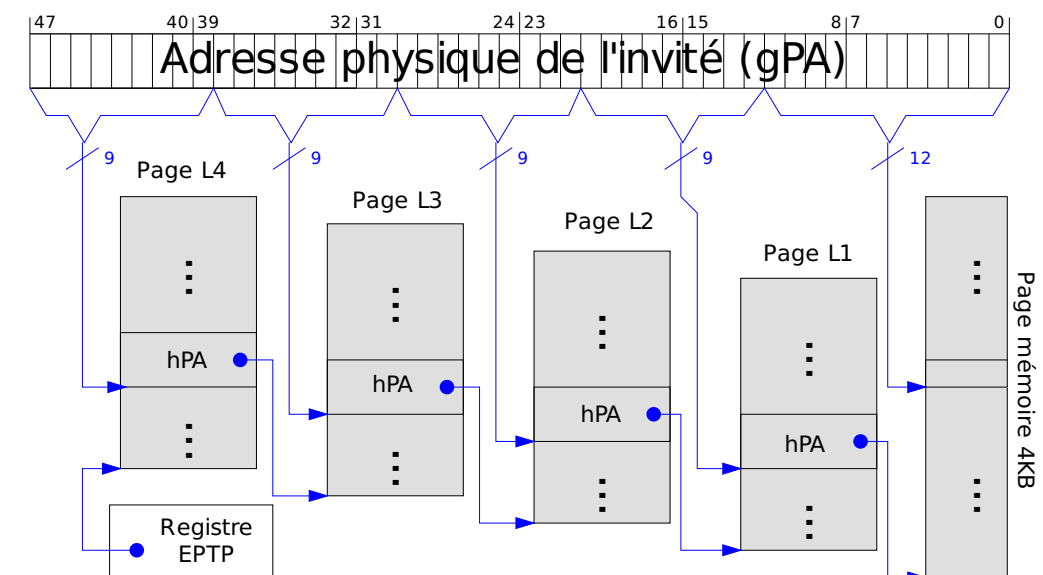 47 40 39 32 31 24 23 16 15 8 7 0
Adresse physique de l'invité (gPA)
9 9 9 9 12
Page L4
Page L3
Page L2
Page L1
hPA
hPA
hPA
hPA
Page mémoire 4KB
Registre
EPTP